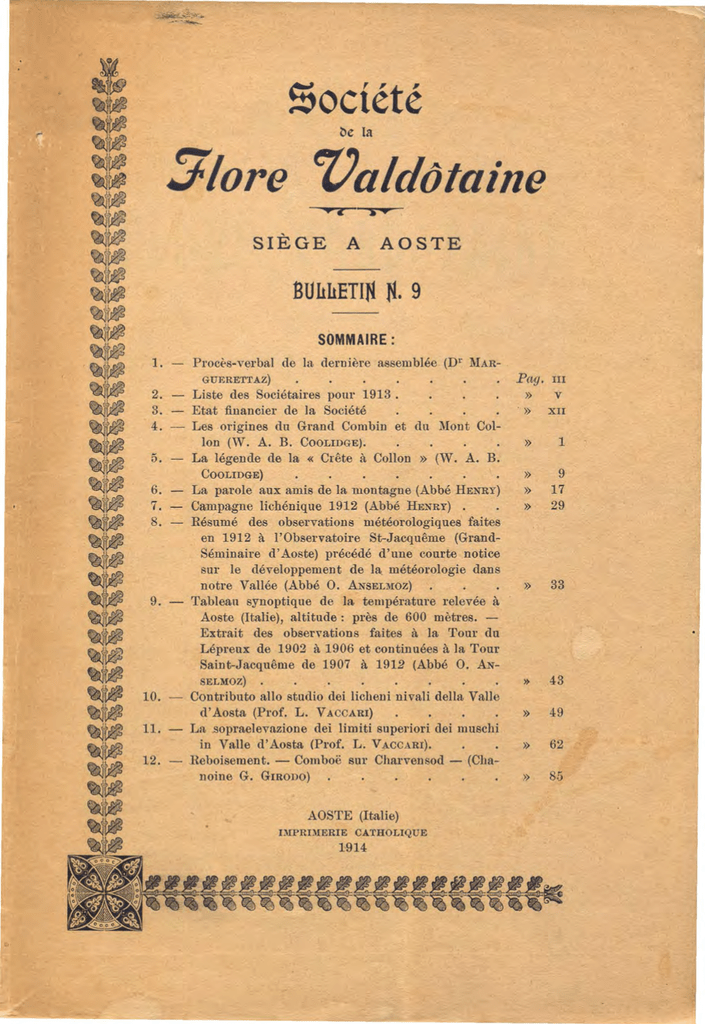 Société
de la
Flore Valdôtaine
SIÈGE A AOSTE
BULLETIN N. 9
SOMMAIRE :
1. — Procès-verbal de la dernière assemblée (Dr MAR-
GUERETTAZ) . . . . . . . Pag. III
2. — Liste des Sociétaires pour 1913 . . . . » V
3. — Etat financier de la Société . . . . » XII
4. — Les origines du Grand Combin et du Mont Col-
lon (W. A. B. COOLIDGE). . . . . » 1
5. — La légende de la « Crête à Collon » (W. A. B.
COOLIDGE) . . . . . . . » 9
6. — La parole aux amis de la montagne (Abbé HENRY) » 17
7. — Campagne lichénique 1912 (Abbé HENRY) . . » 29
8. — Résumé des observations météorologiques faites
en 1912 à l'Observatoire St-Jacquême (Grand-
Séminaire d'Aoste) précédé d'une courte notice
sur le développement de la météorologie dans
notre Vallée (Abbé O. ANSELMOZ) . . . » 33
9. — Tableau synoptique de la température relevée à
Aoste (Italie), altitude : près de 600 mètres. —
Extrait des observations faites à la Tour du
Lépreux de 1902 à 1906 et continuées à la Tour
Saint-Jacquême de 1907 à 1912 (Abbé O. AN-
SELMOZ) . . . . . . . . » 43
10. — Contributo allo studio dei licheni nivali della Valle
d'Aosta (Prof. L. VACCARI) . . . . » 49
11. — La sopraelevazione dei limiti superiori dei muschi
in Valle d'Aosta (Prof. L. VACCARI). . . » 62
12. — Reboisement. — Comboë sur Charvensod — (Cha-
noine G. GIRODO) . . . . . . » 85
AOSTE (Italie)
IMPRIMERIE CATHOLIQUE
1914